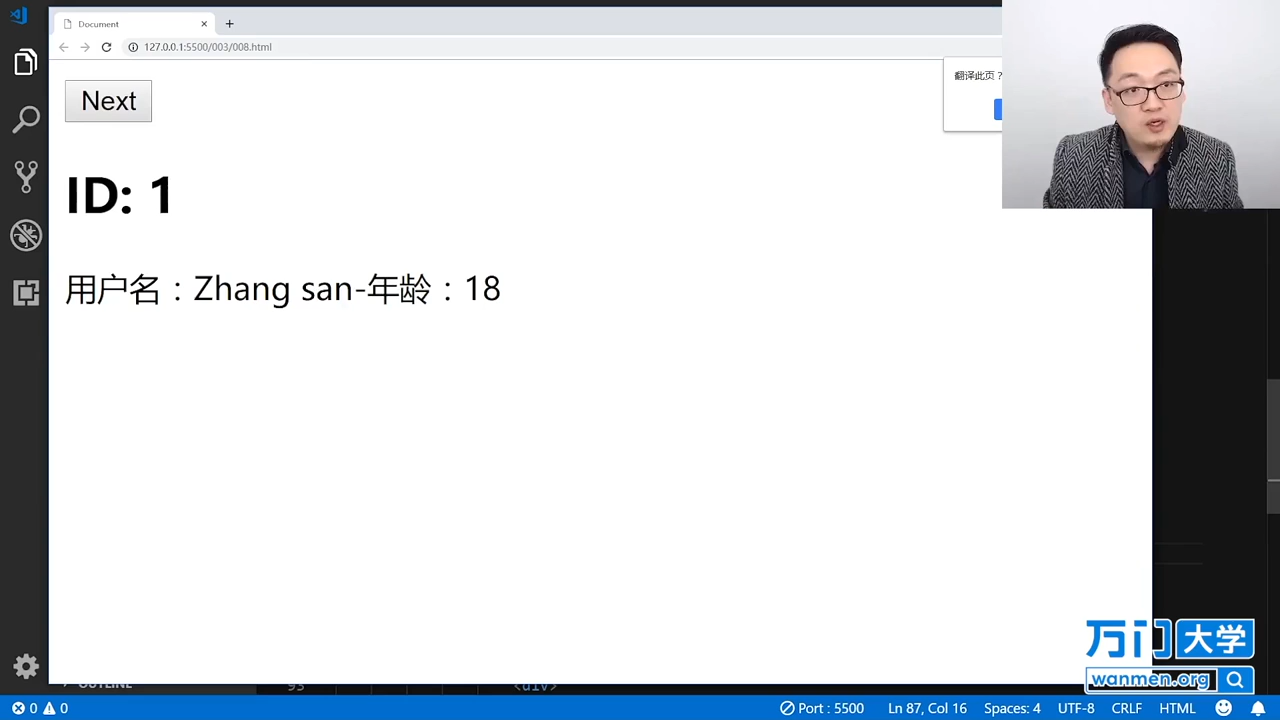 Document
127.0.0.1:5500/003/008.html
翻译此页？
Next
ID: 1
用户名：Zhang san-年龄：18
万门大学
wanmen.org
OUTLINE
93
<div>
0
0
Port : 5500
Ln 87, Col 16
Spaces: 4
UTF-8
CRLF
HTML